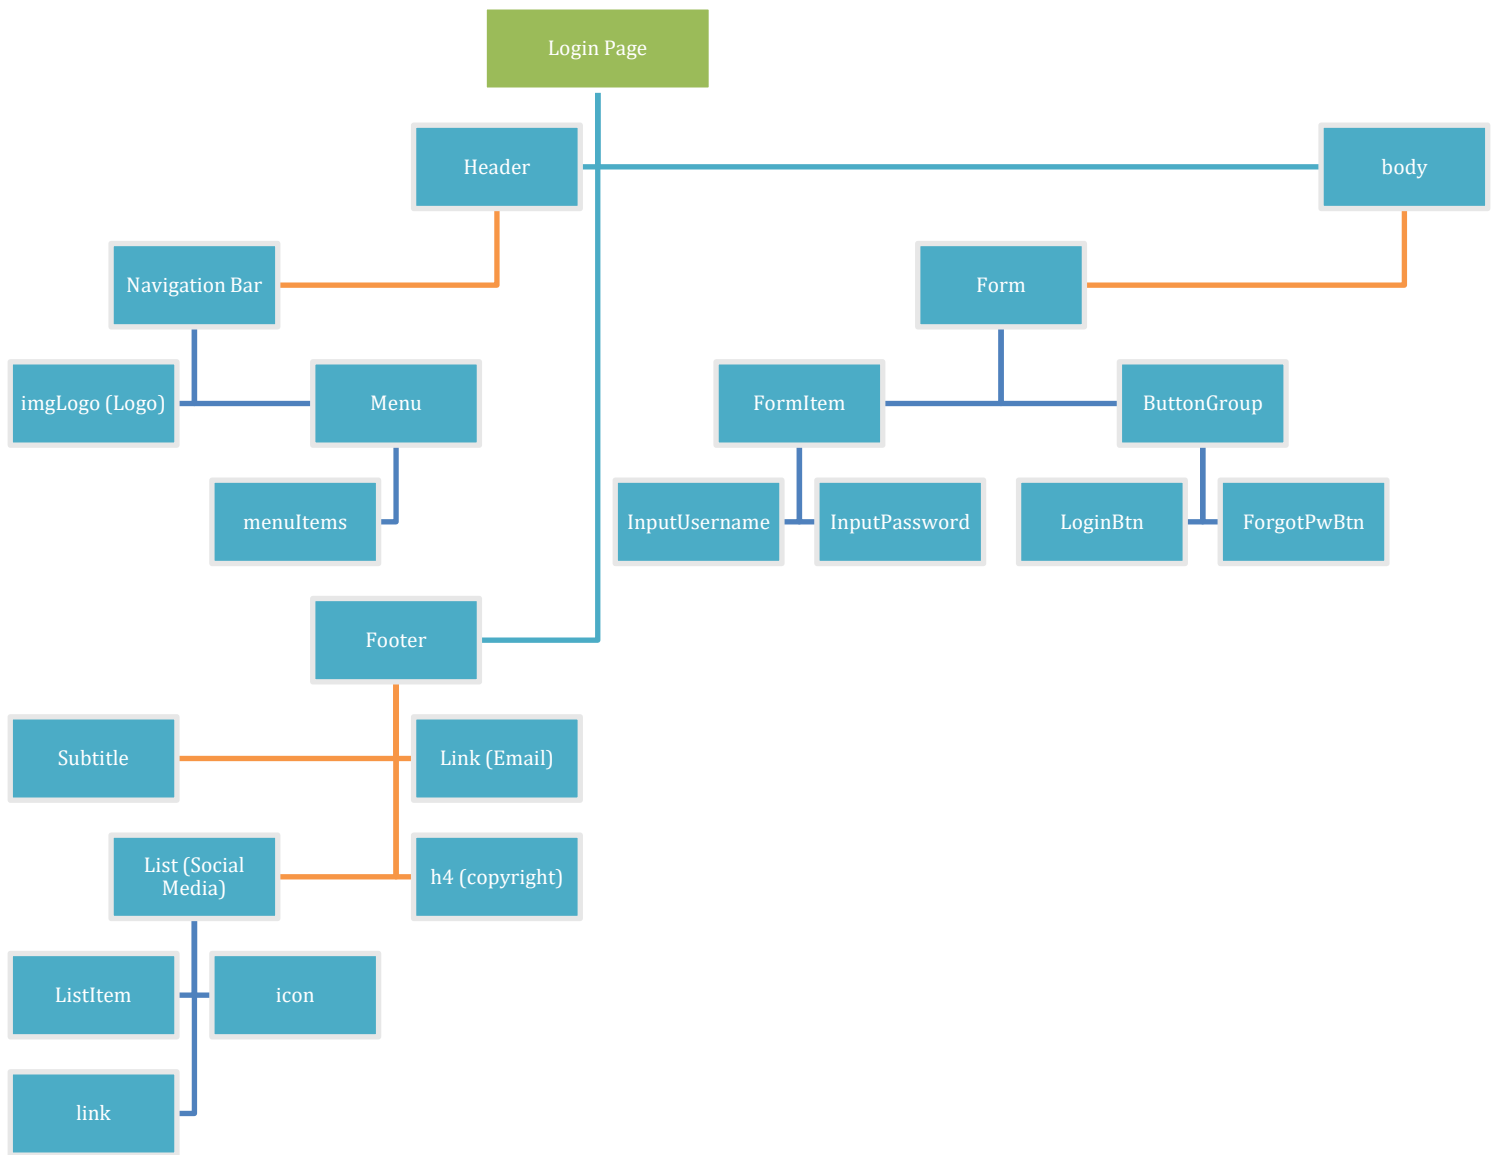 Login Page
Header
body
Navigation Bar
Form
imgLogo (Logo)
Menu
FormItem
ButtonGroup
menuItems
InputUsername
InputPassword
LoginBtn
ForgotPwBtn
Footer
Subtitle
Link (Email)
List (Social
Media)
h4 (copyright)
ListItem
icon
link